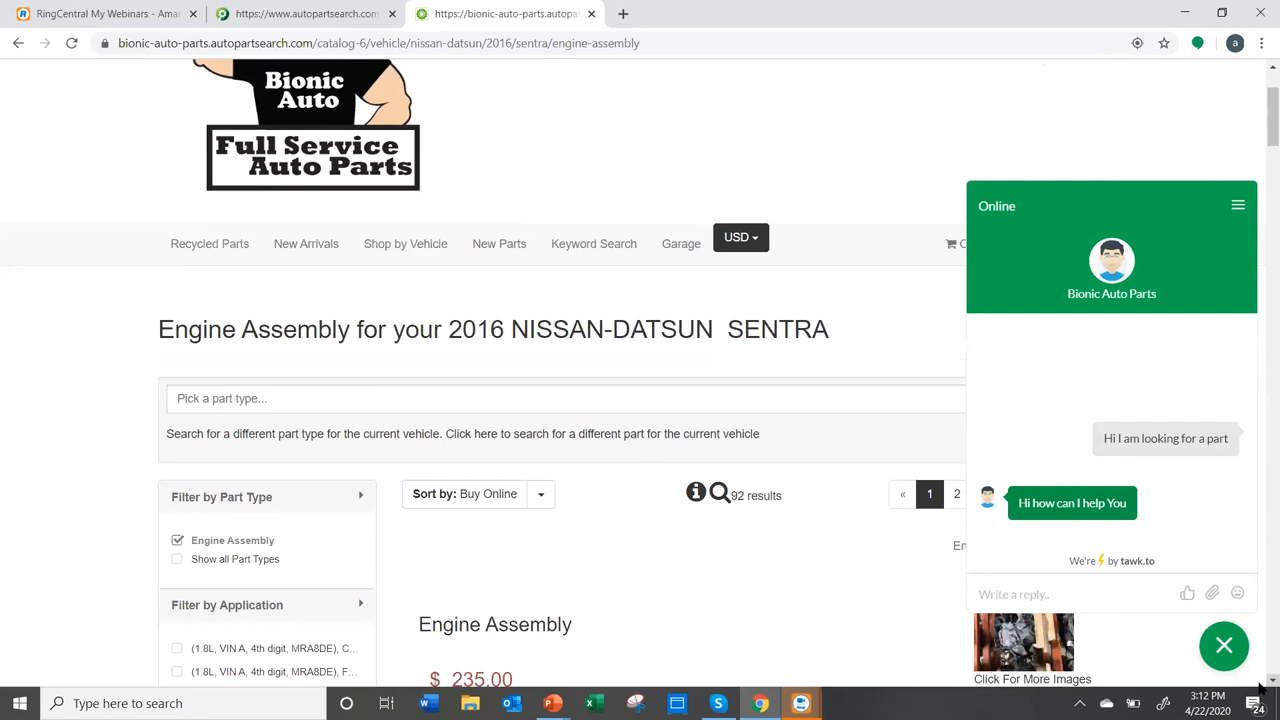 RingCentral My Webinars - Amar
https://www.autopartsearch.com/
https://bionic-auto-parts.autopart
bionic-auto-parts.autopartsearch.com/catalog-6/vehicle/nissan-datsun/2016/sentra/engine-assembly
a
Bionic
Auto
Full Service
Auto Parts
Recycled Parts
New Arrivals
Shop by Vehicle
New Parts
Keyword Search
Garage
USD
C
Engine Assembly for your 2016 NISSAN-DATSUN SENTRA
Pick a part type...
Search for a different part type for the current vehicle. Click here to search for a different part for the current vehicle
Filter by Part Type
Engine Assembly
Show all Part Types
Filter by Application
(1.8L, VIN A, 4th digit, MRA8DE), C...
(1.8L, VIN A, 4th digit, MRA8DE), F...
Sort by: Buy Online
92 results
«
1
2
En
Engine Assembly
$ 235.00
Click For More Images
Online
Bionic Auto Parts
Hi I am looking for a part
Hi how can I help You
We're by tawk.to
Write a reply..
Type here to search
3:12 PM
4/22/2020
24